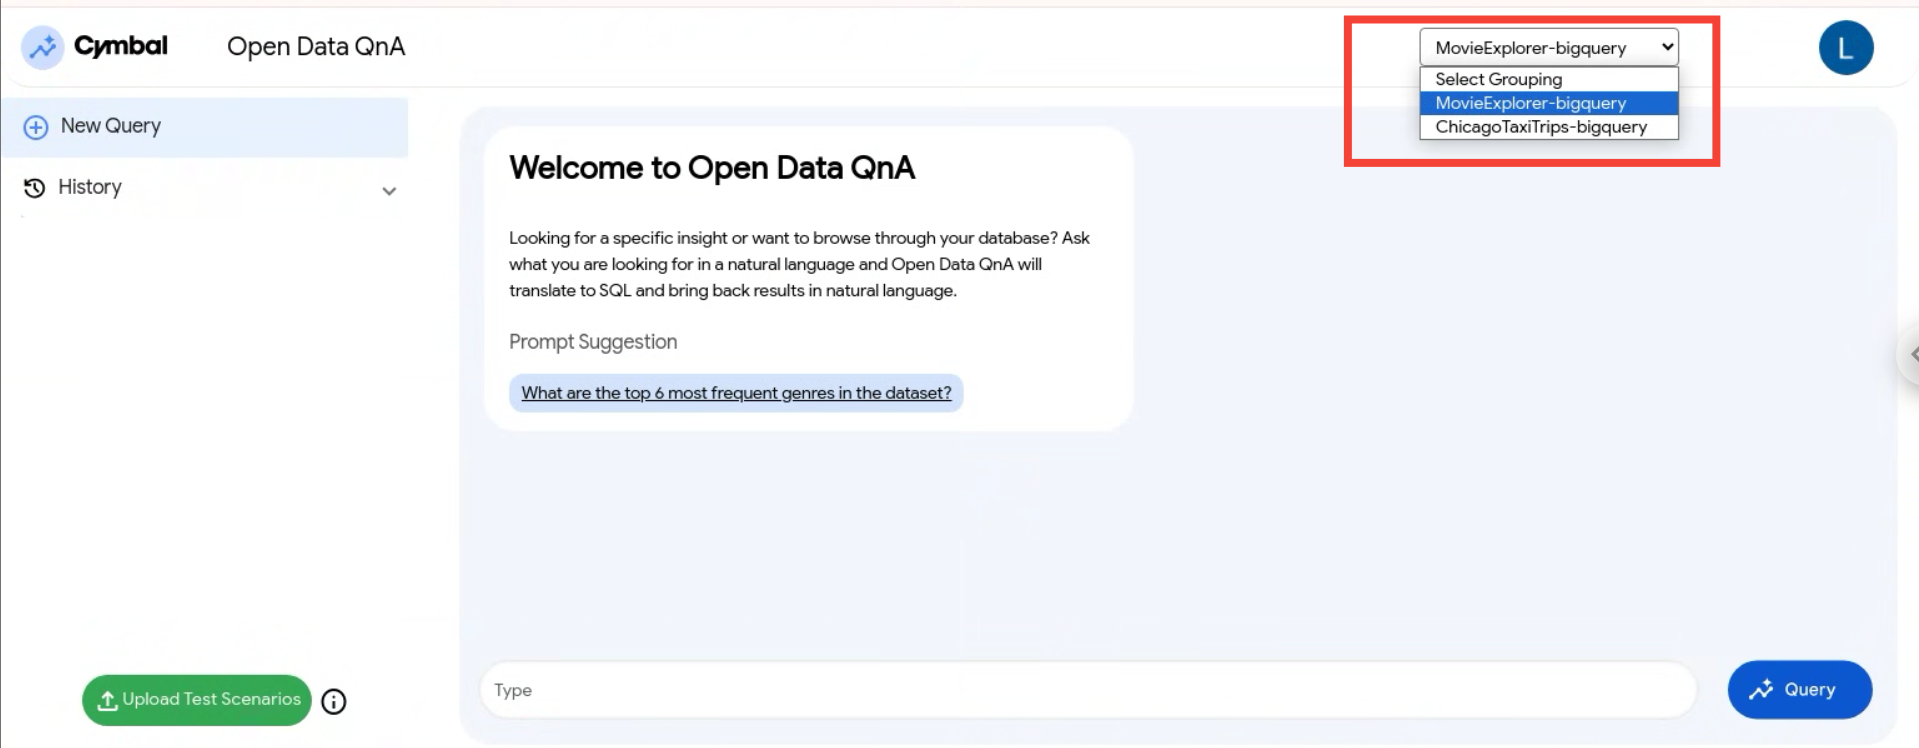 Cymbal
Open Data QnA
MovieExplorer-bigquery
Select Grouping
MovieExplorer-bigquery
ChicagoTaxiTrips-bigquery
L
New Query
History
Welcome to Open Data QnA
Looking for a specific insight or want to browse through your database? Ask
what you are looking for in a natural language and Open Data QnA will
translate to SQL and bring back results in natural language.
Prompt Suggestion
What are the top 6 most frequent genres in the dataset?
Upload Test Scenarios
Type
Query